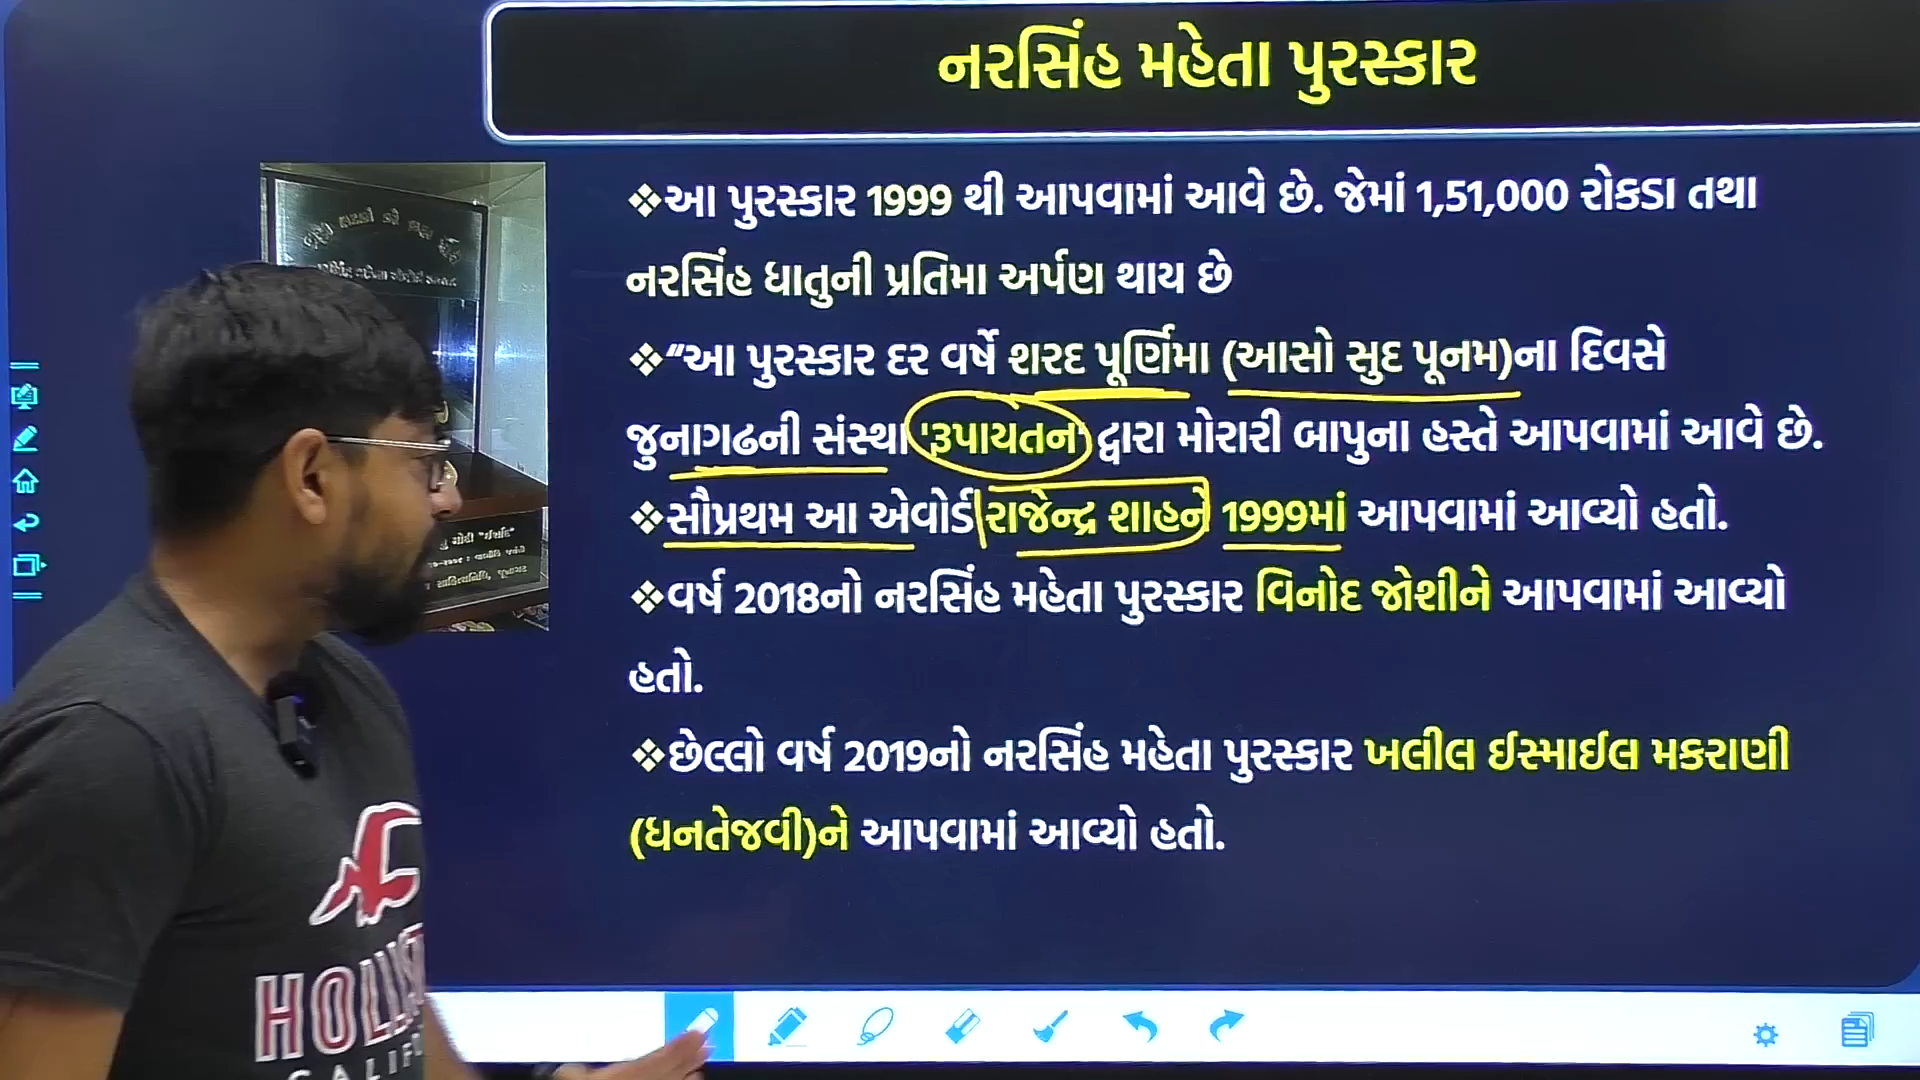 નરસિંહ મહેતા પુરસ્કાર
❖આ પુરસ્કાર 1999 થી આપવામાં આવે છે. જેમાં 1,51,000 રોકડા તથા
નરસિંહ ધાતુની પ્રતિમા અર્પણ થાય છે
❖“આ પુરસ્કાર દર વર્ષે શરદ પૂર્ણિમા (આસો સુદ પૂનમ)ના દિવસે
જુનાગઢની સંસ્થા 'રૂપાયતન' દ્વારા મોરારી બાપુના હસ્તે આપવામાં આવે છે.
❖સૌપ્રથમ આ એવોર્ડ રાજેન્દ્ર શાહને 1999માં આપવામાં આવ્યો હતો.
❖વર્ષ 2018નો નરસિંહ મહેતા પુરસ્કાર વિનોદ જોશીને આપવામાં આવ્યો
હતો.
❖છેલ્લો વર્ષ 2019નો નરસિંહ મહેતા પુરસ્કાર ખલીલ ઈસ્માઈલ મકરાણી
(ધનતેજવી)ને આપવામાં આવ્યો હતો.